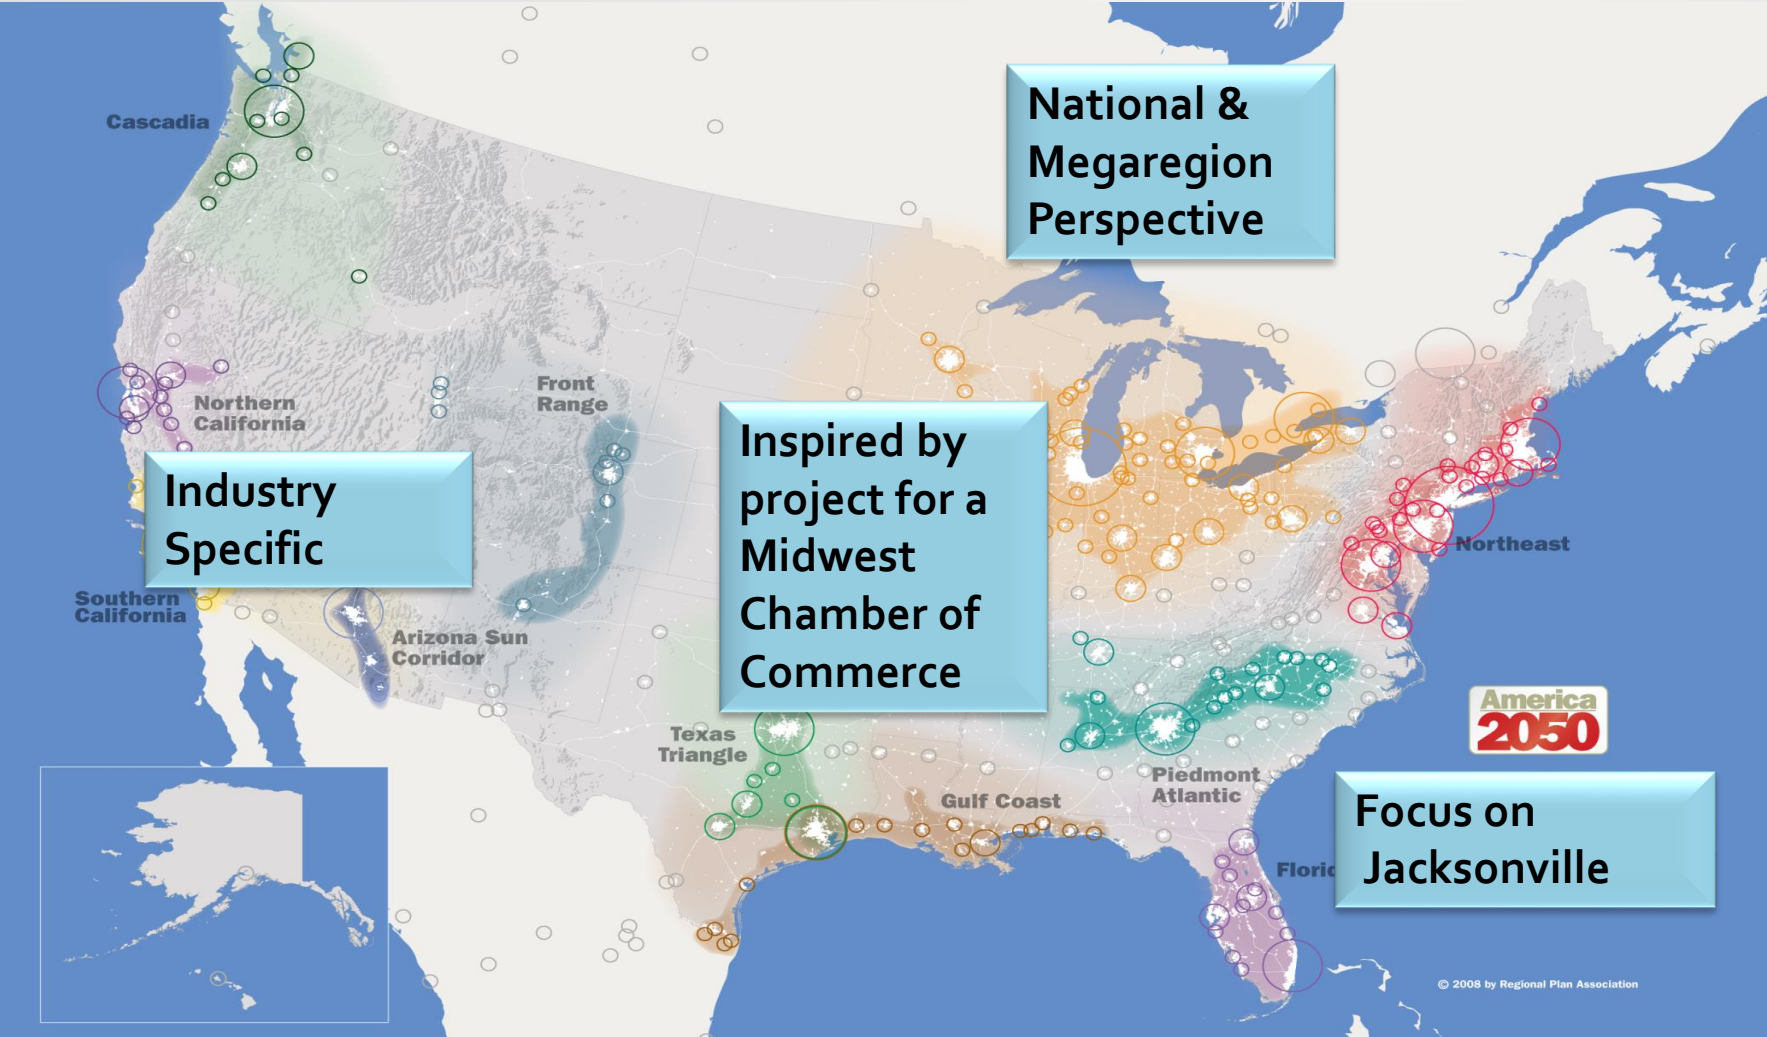 National &
Megaregion
Perspective
Cascadia
Front
Range
Northern
California
Inspired by
project for a
Midwest
Chamber of
Commerce
Industry
Specific
Northeast
Southern
California
Arizona Sun
Corridor
America
2050
Texas
Triangle
Gulf Coast
Piedmont
Atlantic
Focus on
Jacksonville
© 2008 by Regional Plan Association